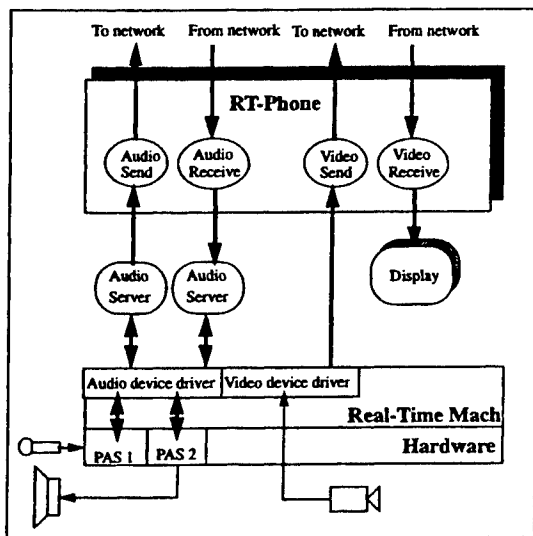 To network From network To network From network
RT-Phone
Audio Send
Audio Receive
Video Send
Video Receive
Audio Server
Audio Server
Display
Audio device driver Video device driver
Real-Time Mach
Hardware
PAS 1 PAS 2